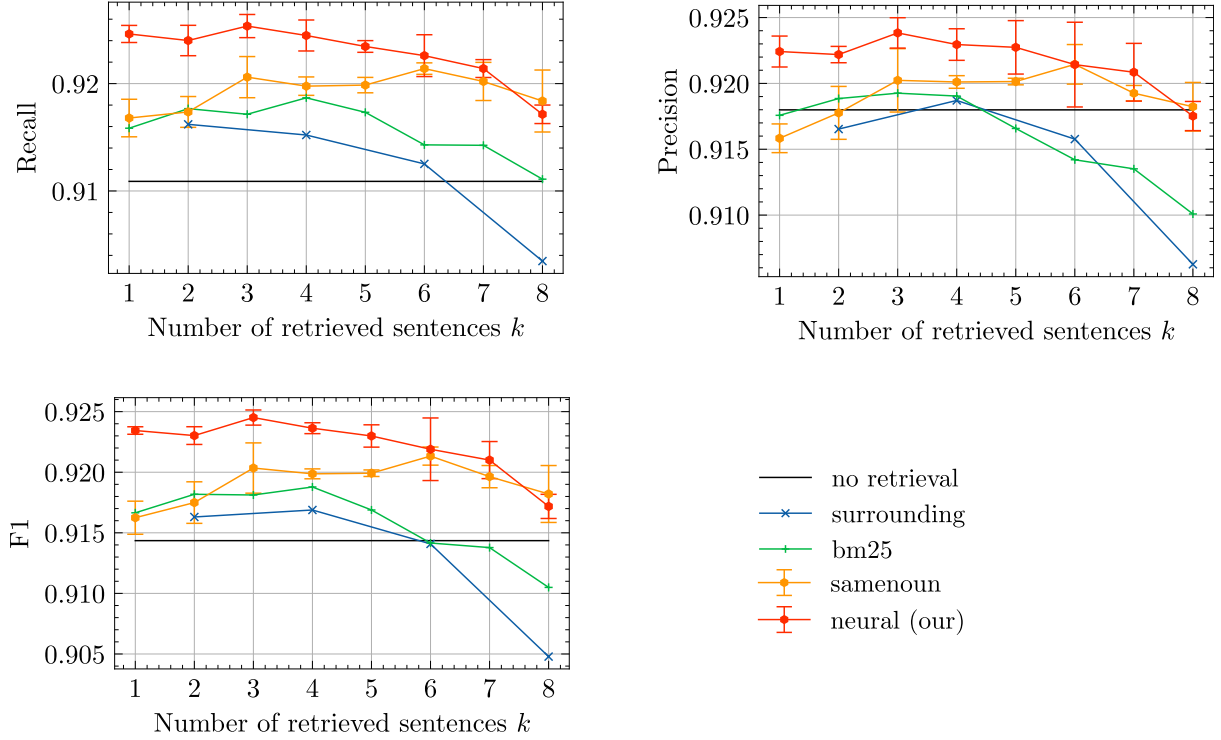 Recall
0.92
0.91
1 2 3 4 5 6 7 8
Number of retrieved sentences k
Precision
0.925
0.920
0.915
0.910
1 2 3 4 5 6 7 8
Number of retrieved sentences k
F1
0.925
0.920
0.915
0.910
0.905
1 2 3 4 5 6 7 8
Number of retrieved sentences k
no retrieval
surrounding
bm25
samenoun
neural (our)